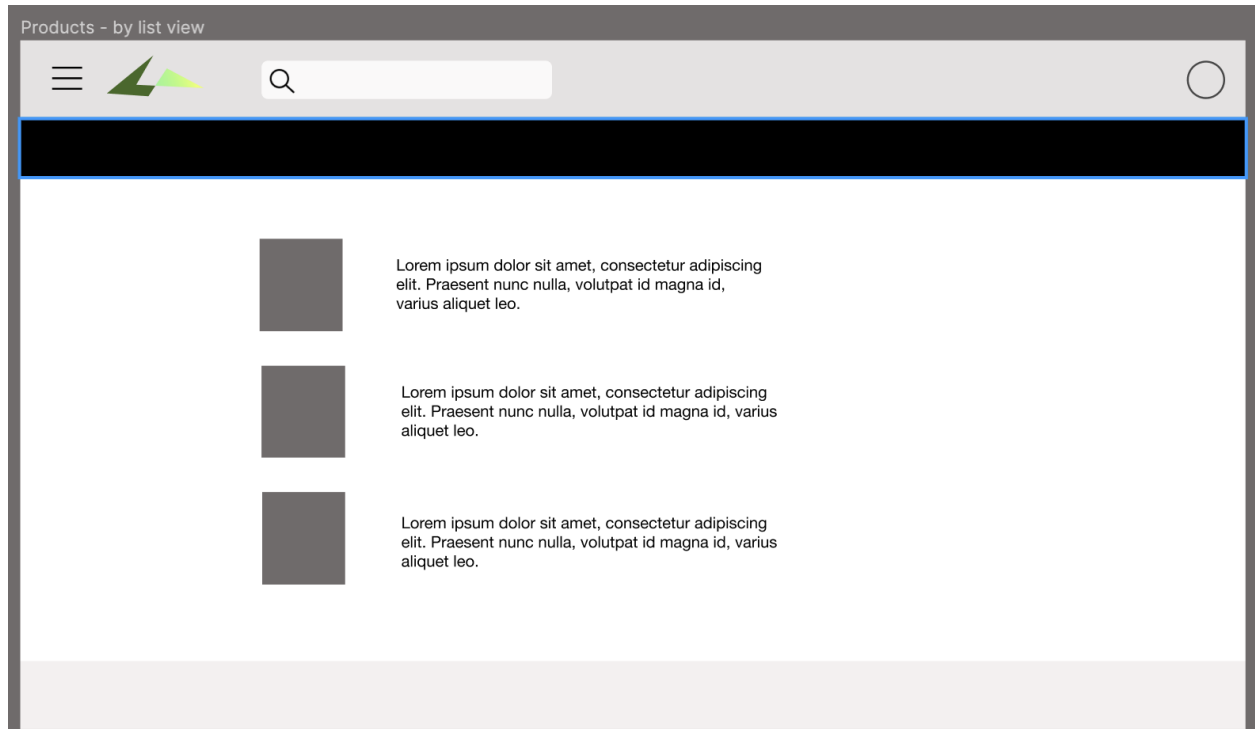 Products - by list view
Lorem ipsum dolor sit amet, consectetur adipiscing
elit. Praesent nunc nulla, volutpat id magna id,
varius aliquet leo.
Lorem ipsum dolor sit amet, consectetur adipiscing
elit. Praesent nunc nulla, volutpat id magna id, varius
aliquet leo.
Lorem ipsum dolor sit amet, consectetur adipiscing
elit. Praesent nunc nulla, volutpat id magna id, varius
aliquet leo.